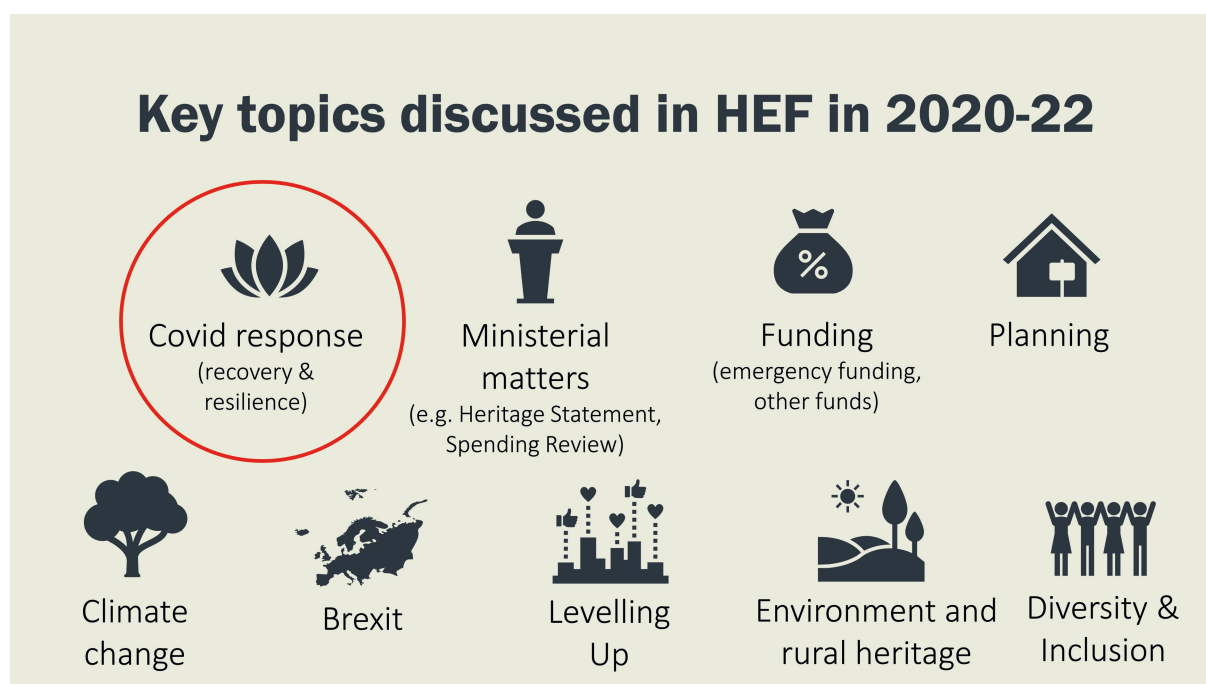 Key topics discussed in HEF in 2020-22
Covid response
(recovery &
resilience)
Ministerial
matters
(e.g. Heritage Statement,
Spending Review)
%
Funding
(emergency funding,
other funds)
Planning
Climate
change
Brexit
Levelling
Up
Environment and
rural heritage
Diversity &
Inclusion